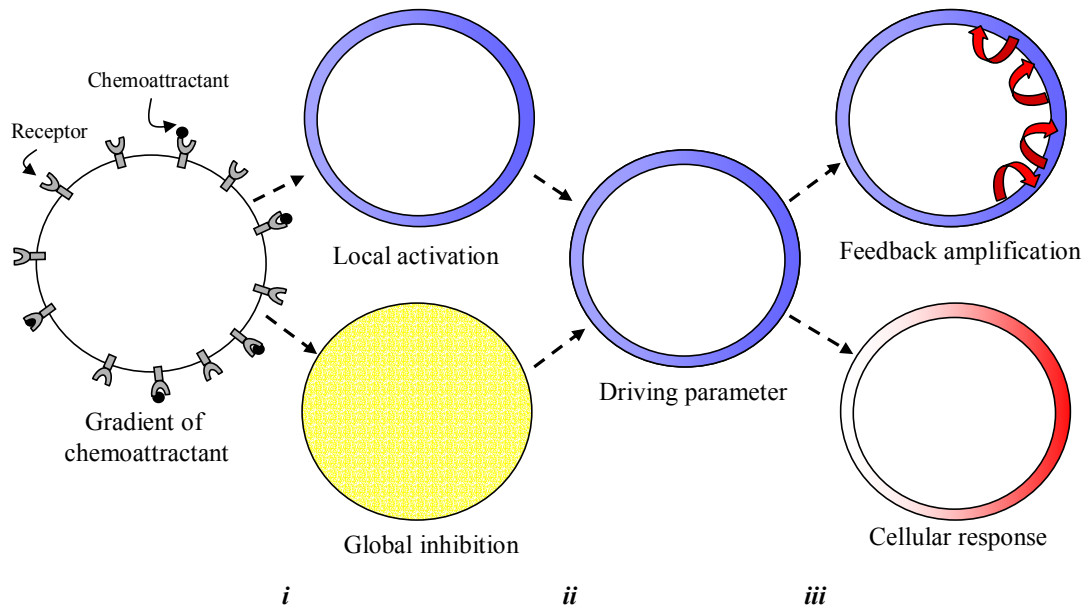 Chemoattractant
Receptor
Gradient of
chemoattractant
Local activation
Global inhibition
Driving parameter
Feedback amplification
Cellular response
i
ii
iii